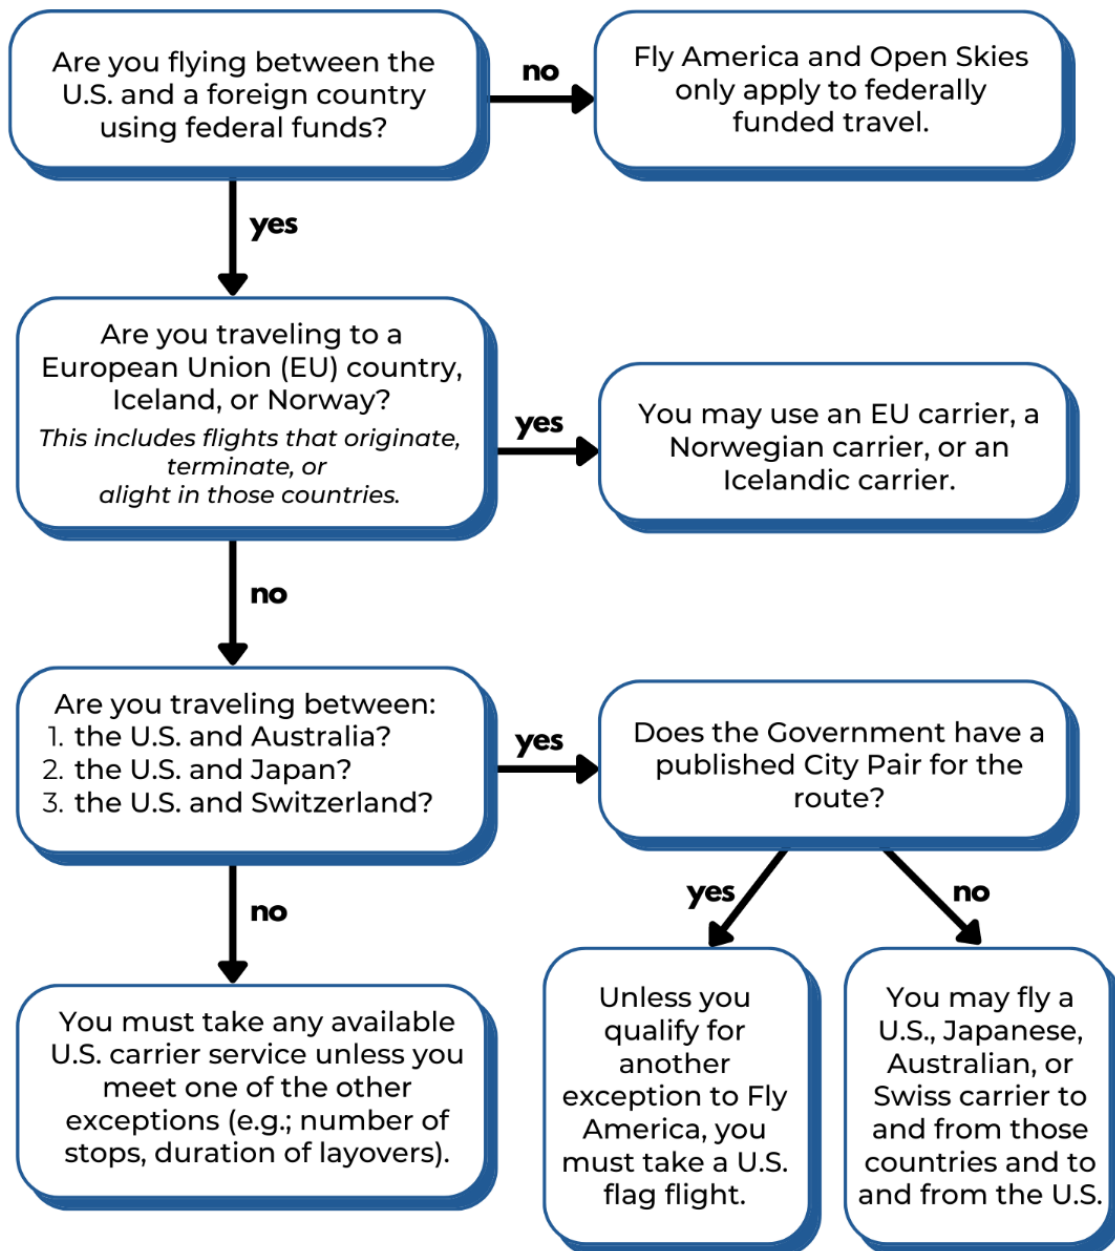 Are you flying between the
U.S. and a foreign country
using federal funds?
no
Fly America and Open Skies
only apply to federally
funded travel.
yes
Are you traveling to a
European Union (EU) country,
Iceland, or Norway?
This includes flights that originate,
terminate, or
alight in those countries.
yes
You may use an EU carrier, a
Norwegian carrier, or an
Icelandic carrier.
no
Are you traveling between:
1. the U.S. and Australia?
2. the U.S. and Japan?
3. the U.S. and Switzerland?
yes
Does the Government have a
published City Pair for the
route?
no
You must take any available
U.S. carrier service unless you
meet one of the other
exceptions (e.g.; number of
stops, duration of layovers).
yes
Unless you
qualify for
another
exception to Fly
America, you
must take a U.S.
flag flight.
no
You may fly a
U.S., Japanese,
Australian, or
Swiss carrier to
and from those
countries and to
and from the U.S.